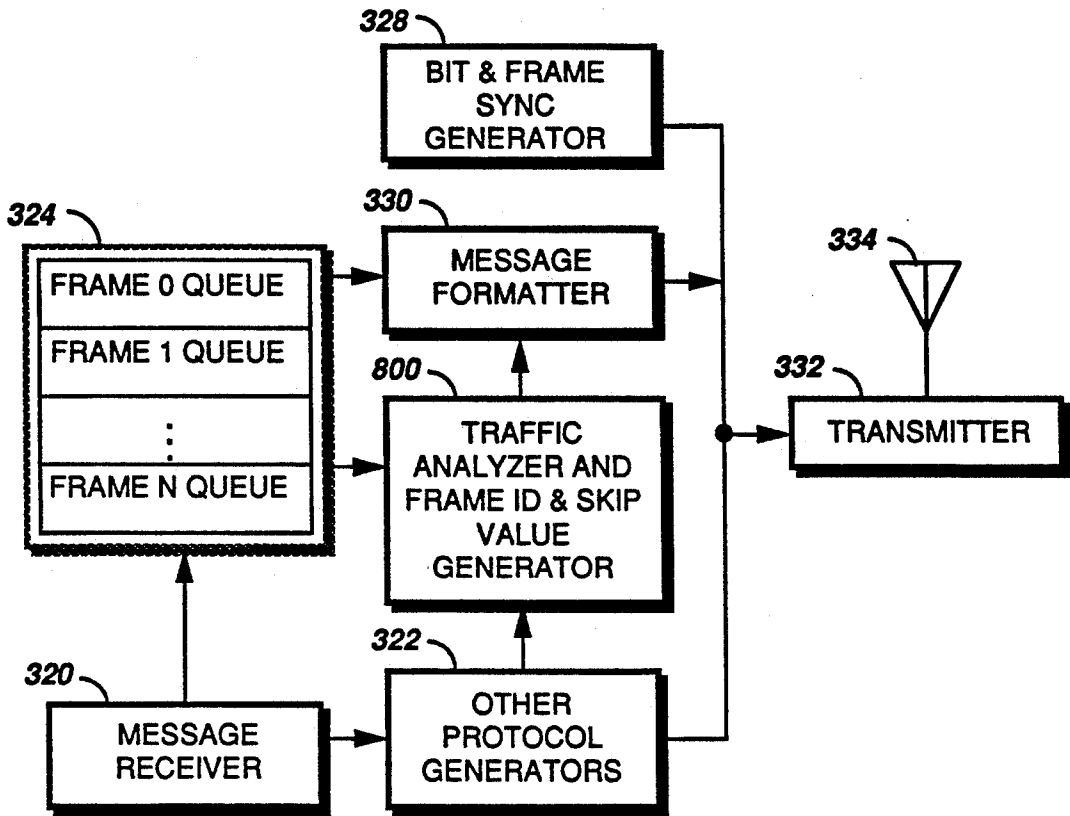 328
BIT & FRAME
SYNC
GENERATOR
324
FRAME 0 QUEUE
FRAME 1 QUEUE
⋮
FRAME N QUEUE
330
MESSAGE
FORMATTER
334
800
TRAFFIC
ANALYZER AND
FRAME ID & SKIP
VALUE
GENERATOR
332
TRANSMITTER
320
MESSAGE
RECEIVER
322
OTHER
PROTOCOL
GENERATORS